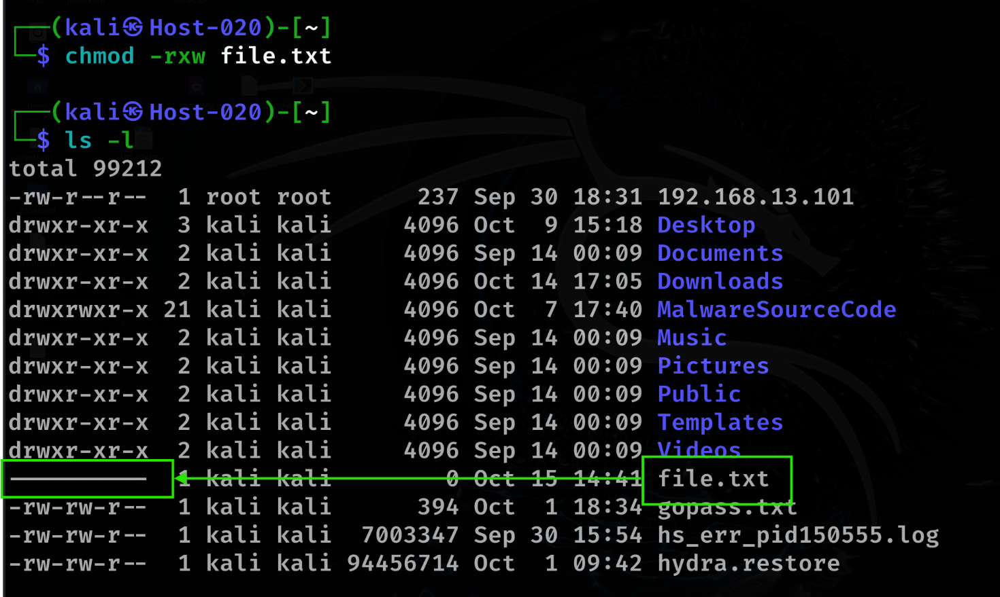 ┌──(kali㉿Host-020)-[~]
└─$ chmod -rxw file.txt
┌──(kali㉿Host-020)-[~]
└─$ ls -l
total 99212
-rw-r--r-- 1 root root 237 Sep 30 18:31 192.168.13.101
drwxr-xr-x 3 kali kali 4096 Oct 9 15:18 Desktop
drwxr-xr-x 2 kali kali 4096 Sep 14 00:09 Documents
drwxr-xr-x 2 kali kali 4096 Oct 14 17:05 Downloads
drwxrwxr-x 21 kali kali 4096 Oct 7 17:40 MalwareSourceCode
drwxr-xr-x 2 kali kali 4096 Sep 14 00:09 Music
drwxr-xr-x 2 kali kali 4096 Sep 14 00:09 Pictures
drwxr-xr-x 2 kali kali 4096 Sep 14 00:09 Public
drwxr-xr-x 2 kali kali 4096 Sep 14 00:09 Templates
drwxr-xr-x 2 kali kali 4096 Sep 14 00:09 Videos
---------- 1 kali kali 0 Oct 15 14:41 file.txt
-rw-rw-r-- 1 kali kali 394 Oct 1 18:34 gopass.txt
-rw-rw-r-- 1 kali kali 7003347 Sep 30 15:54 hs_err_pid150555.log
-rw-rw-r-- 1 kali kali 94456714 Oct 1 09:42 hydra.restore